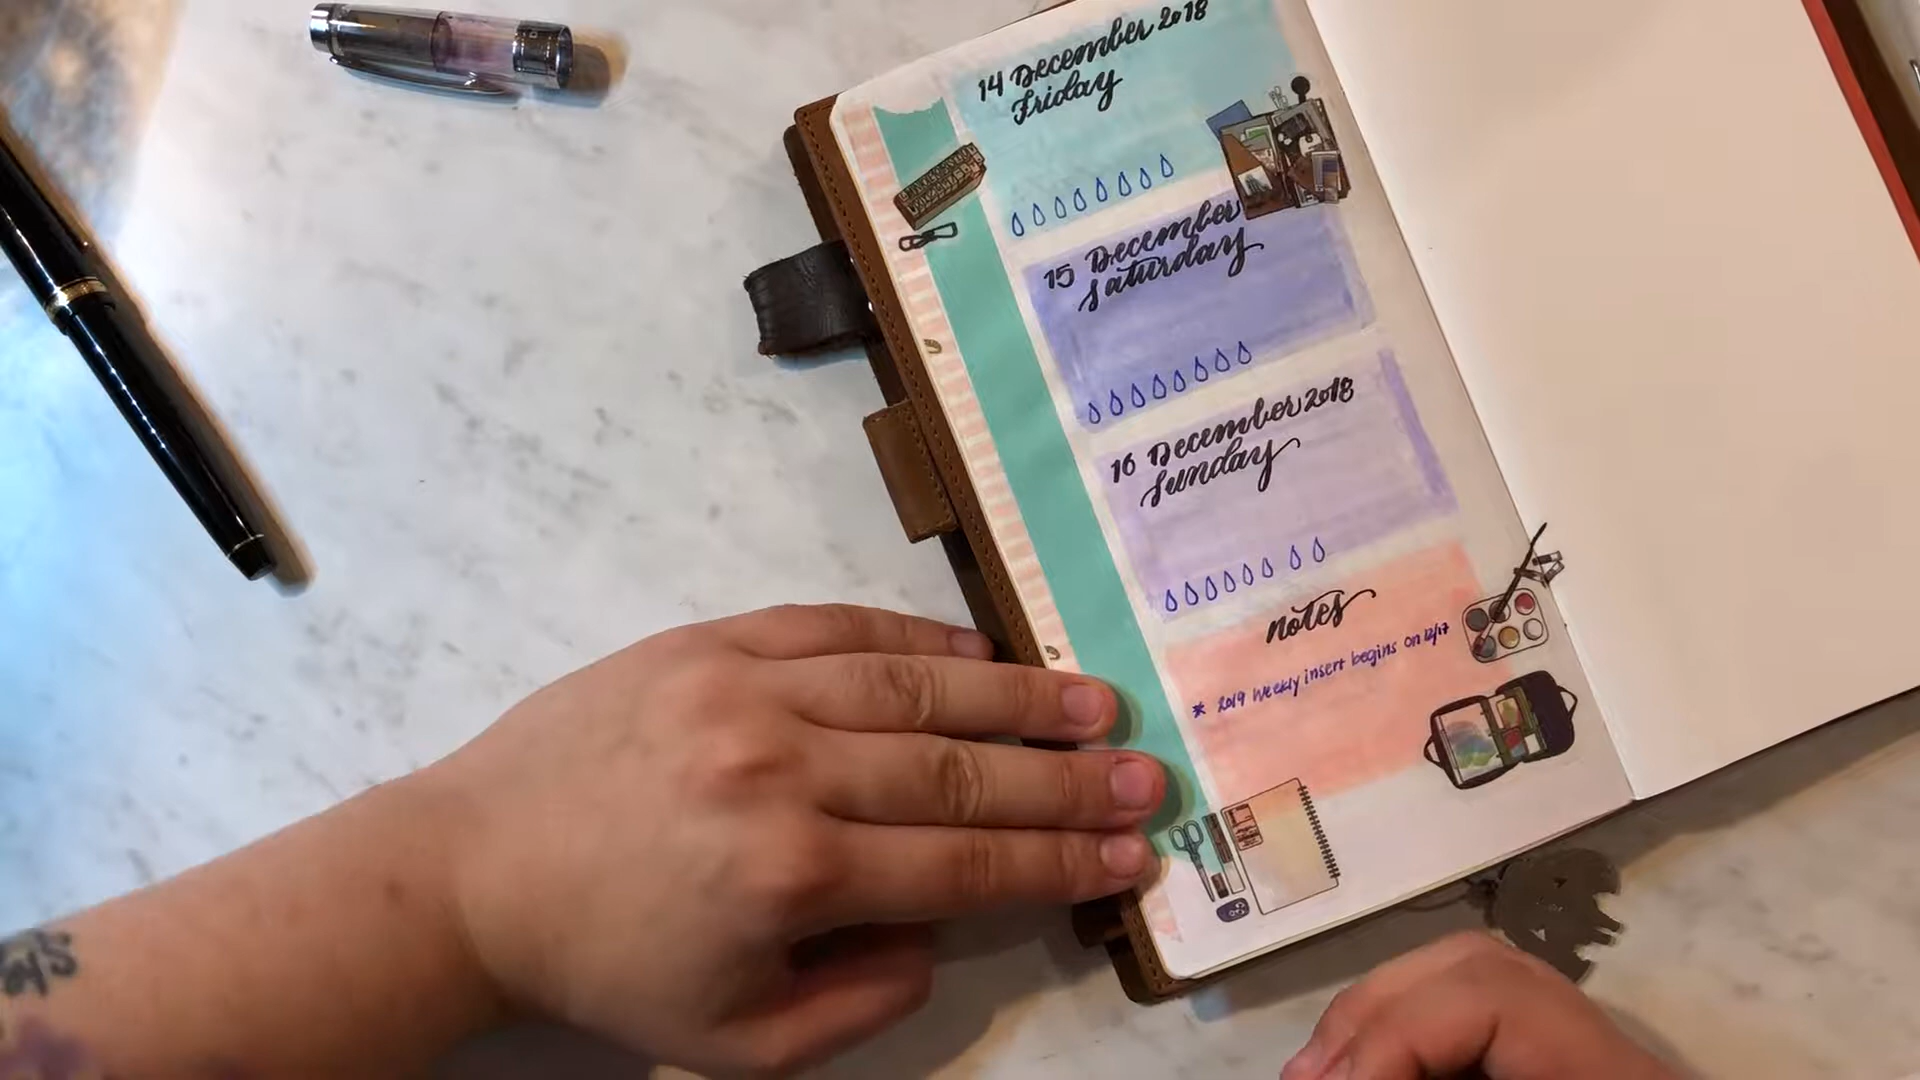 14 December 2018
Friday
15 December
Saturday
16 December 2018
Sunday
notes
* 2019 weekly insert begins on 12/17